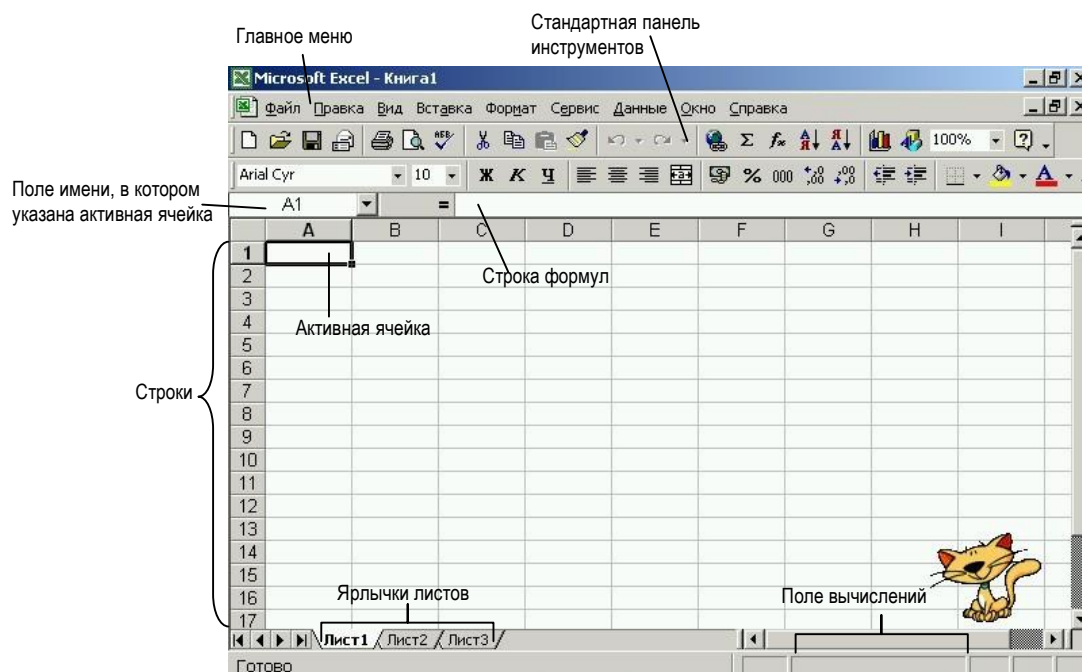 Стандартная панель
инструментов
Главное меню
Microsoft Excel - Книга1
Файл Правка Вид Вставка Формат Сервис Данные Окно Справка
100%
Arial Cyr 10 Ж К Ч % 000
Поле имени, в котором
указана активная ячейка
A1 =
A B C D E F G H I
1
2
Строка формул
3
4
Активная ячейка
5
6
7
Строки
8
9
10
11
12
13
14
15
16
Ярлычки листов
Поле вычислений
17
Лист1 Лист2 Лист3
Готово